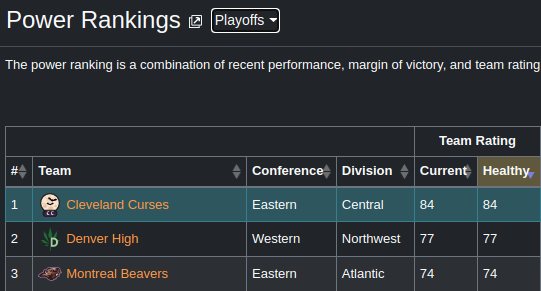 Power Rankings Playoffs
The power ranking is a combination of recent performance, margin of victory, and team rating
Team Rating
# Team Conference Division Current Healthy
1 Cleveland Curses Eastern Central 84 84
2 Denver High Western Northwest 77 77
3 Montreal Beavers Eastern Atlantic 74 74